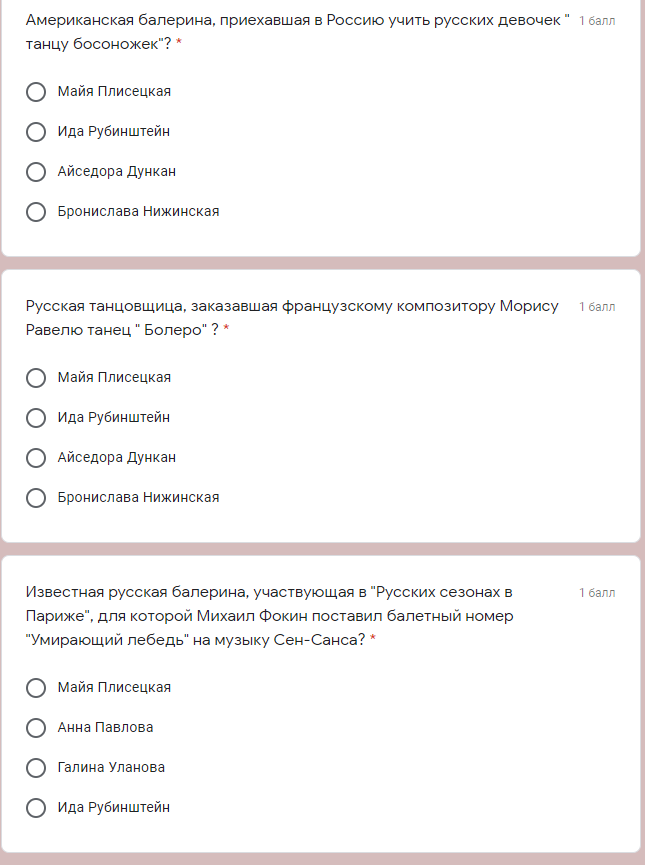 Американская балерина, приехавшая в Россию учить русских девочек " 1 балл
танцу босоножек"? *
Майя Плисецкая
Ида Рубинштейн
Айседора Дункан
Бронислава Нижинская
Русская танцовщица, заказавшая французскому композитору Морису 1 балл
Равелю танец " Болеро" ? *
Майя Плисецкая
Ида Рубинштейн
Айседора Дункан
Бронислава Нижинская
Известная русская балерина, участвующая в "Русских сезонах в 1 балл
Париже", для которой Михаил Фокин поставил балетный номер
"Умирающий лебедь" на музыку Сен-Санса? *
Майя Плисецкая
Анна Павлова
Галина Уланова
Ида Рубинштейн